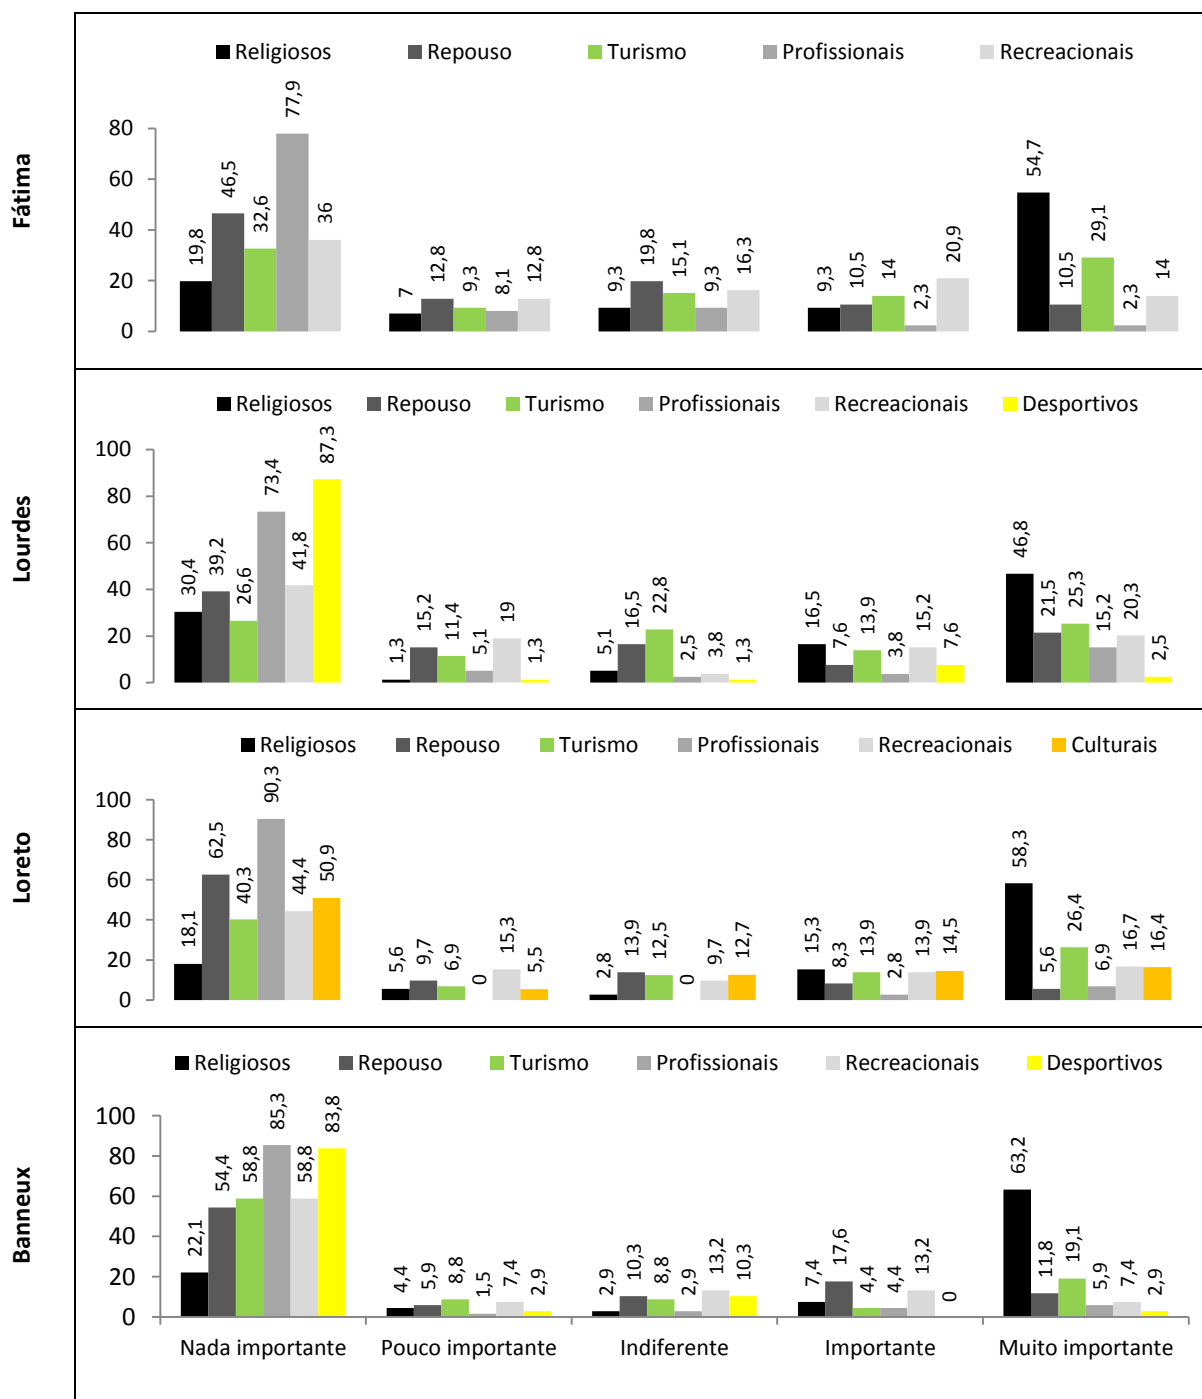 Fátima
Religiosos Repouso Turismo Profissionais Recreacionais
80
60
40
20
0
19,8 46,5 32,6 77,9 36
7 12,8 9,3 8,1 12,8
9,3 19,8 15,1 9,3 16,3
9,3 10,5 14 2,3 20,9
54,7 10,5 29,1 2,3 14
Lourdes
Religiosos Repouso Turismo Profissionais Recreacionais Desportivos
100
80
60
40
20
0
30,4 39,2 26,6 73,4 41,8 87,3
1,3 15,2 11,4 5,1 19 1,3
5,1 16,5 22,8 2,5 3,8 1,3
16,5 7,6 13,9 3,8 15,2 7,6
46,8 21,5 25,3 15,2 20,3 2,5
Loreto
Religiosos Repouso Turismo Profissionais Recreacionais Culturais
100
80
60
40
20
0
18,1 62,5 40,3 90,3 44,4 50,9
5,6 9,7 6,9 0 15,3 5,5
2,8 13,9 12,5 0 9,7 12,7
15,3 8,3 13,9 2,8 13,9 14,5
58,3 5,6 26,4 6,9 16,7 16,4
Banneux
Religiosos Repouso Turismo Profissionais Recreacionais Desportivos
100
80
60
40
20
0
22,1 54,4 58,8 85,3 58,8 83,8
4,4 5,9 8,8 1,5 7,4 2,9
2,9 10,3 8,8 2,9 13,2 10,3
7,4 17,6 4,4 4,4 13,2 0
63,2 11,8 19,1 5,9 7,4 2,9
Nada importante Pouco importante Indiferente Importante Muito importante